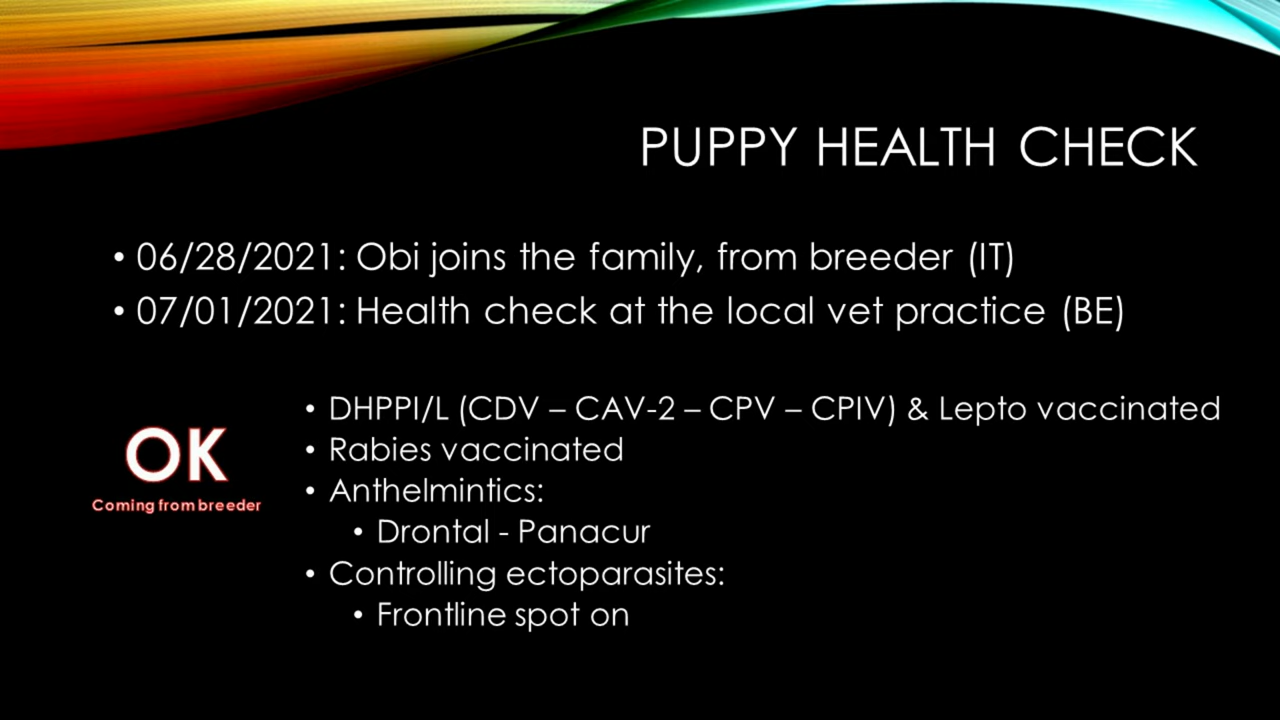 PUPPY HEALTH CHECK
• 06/28/2021: Obi joins the family, from breeder (IT)
• 07/01/2021: Health check at the local vet practice (BE)
OK
Coming from breeder
• DHPPI/L (CDV – CAV-2 – CPV – CPIV) & Lepto vaccinated
• Rabies vaccinated
• Anthelmintics:
• Drontal - Panacur
• Controlling ectoparasites:
• Frontline spot on